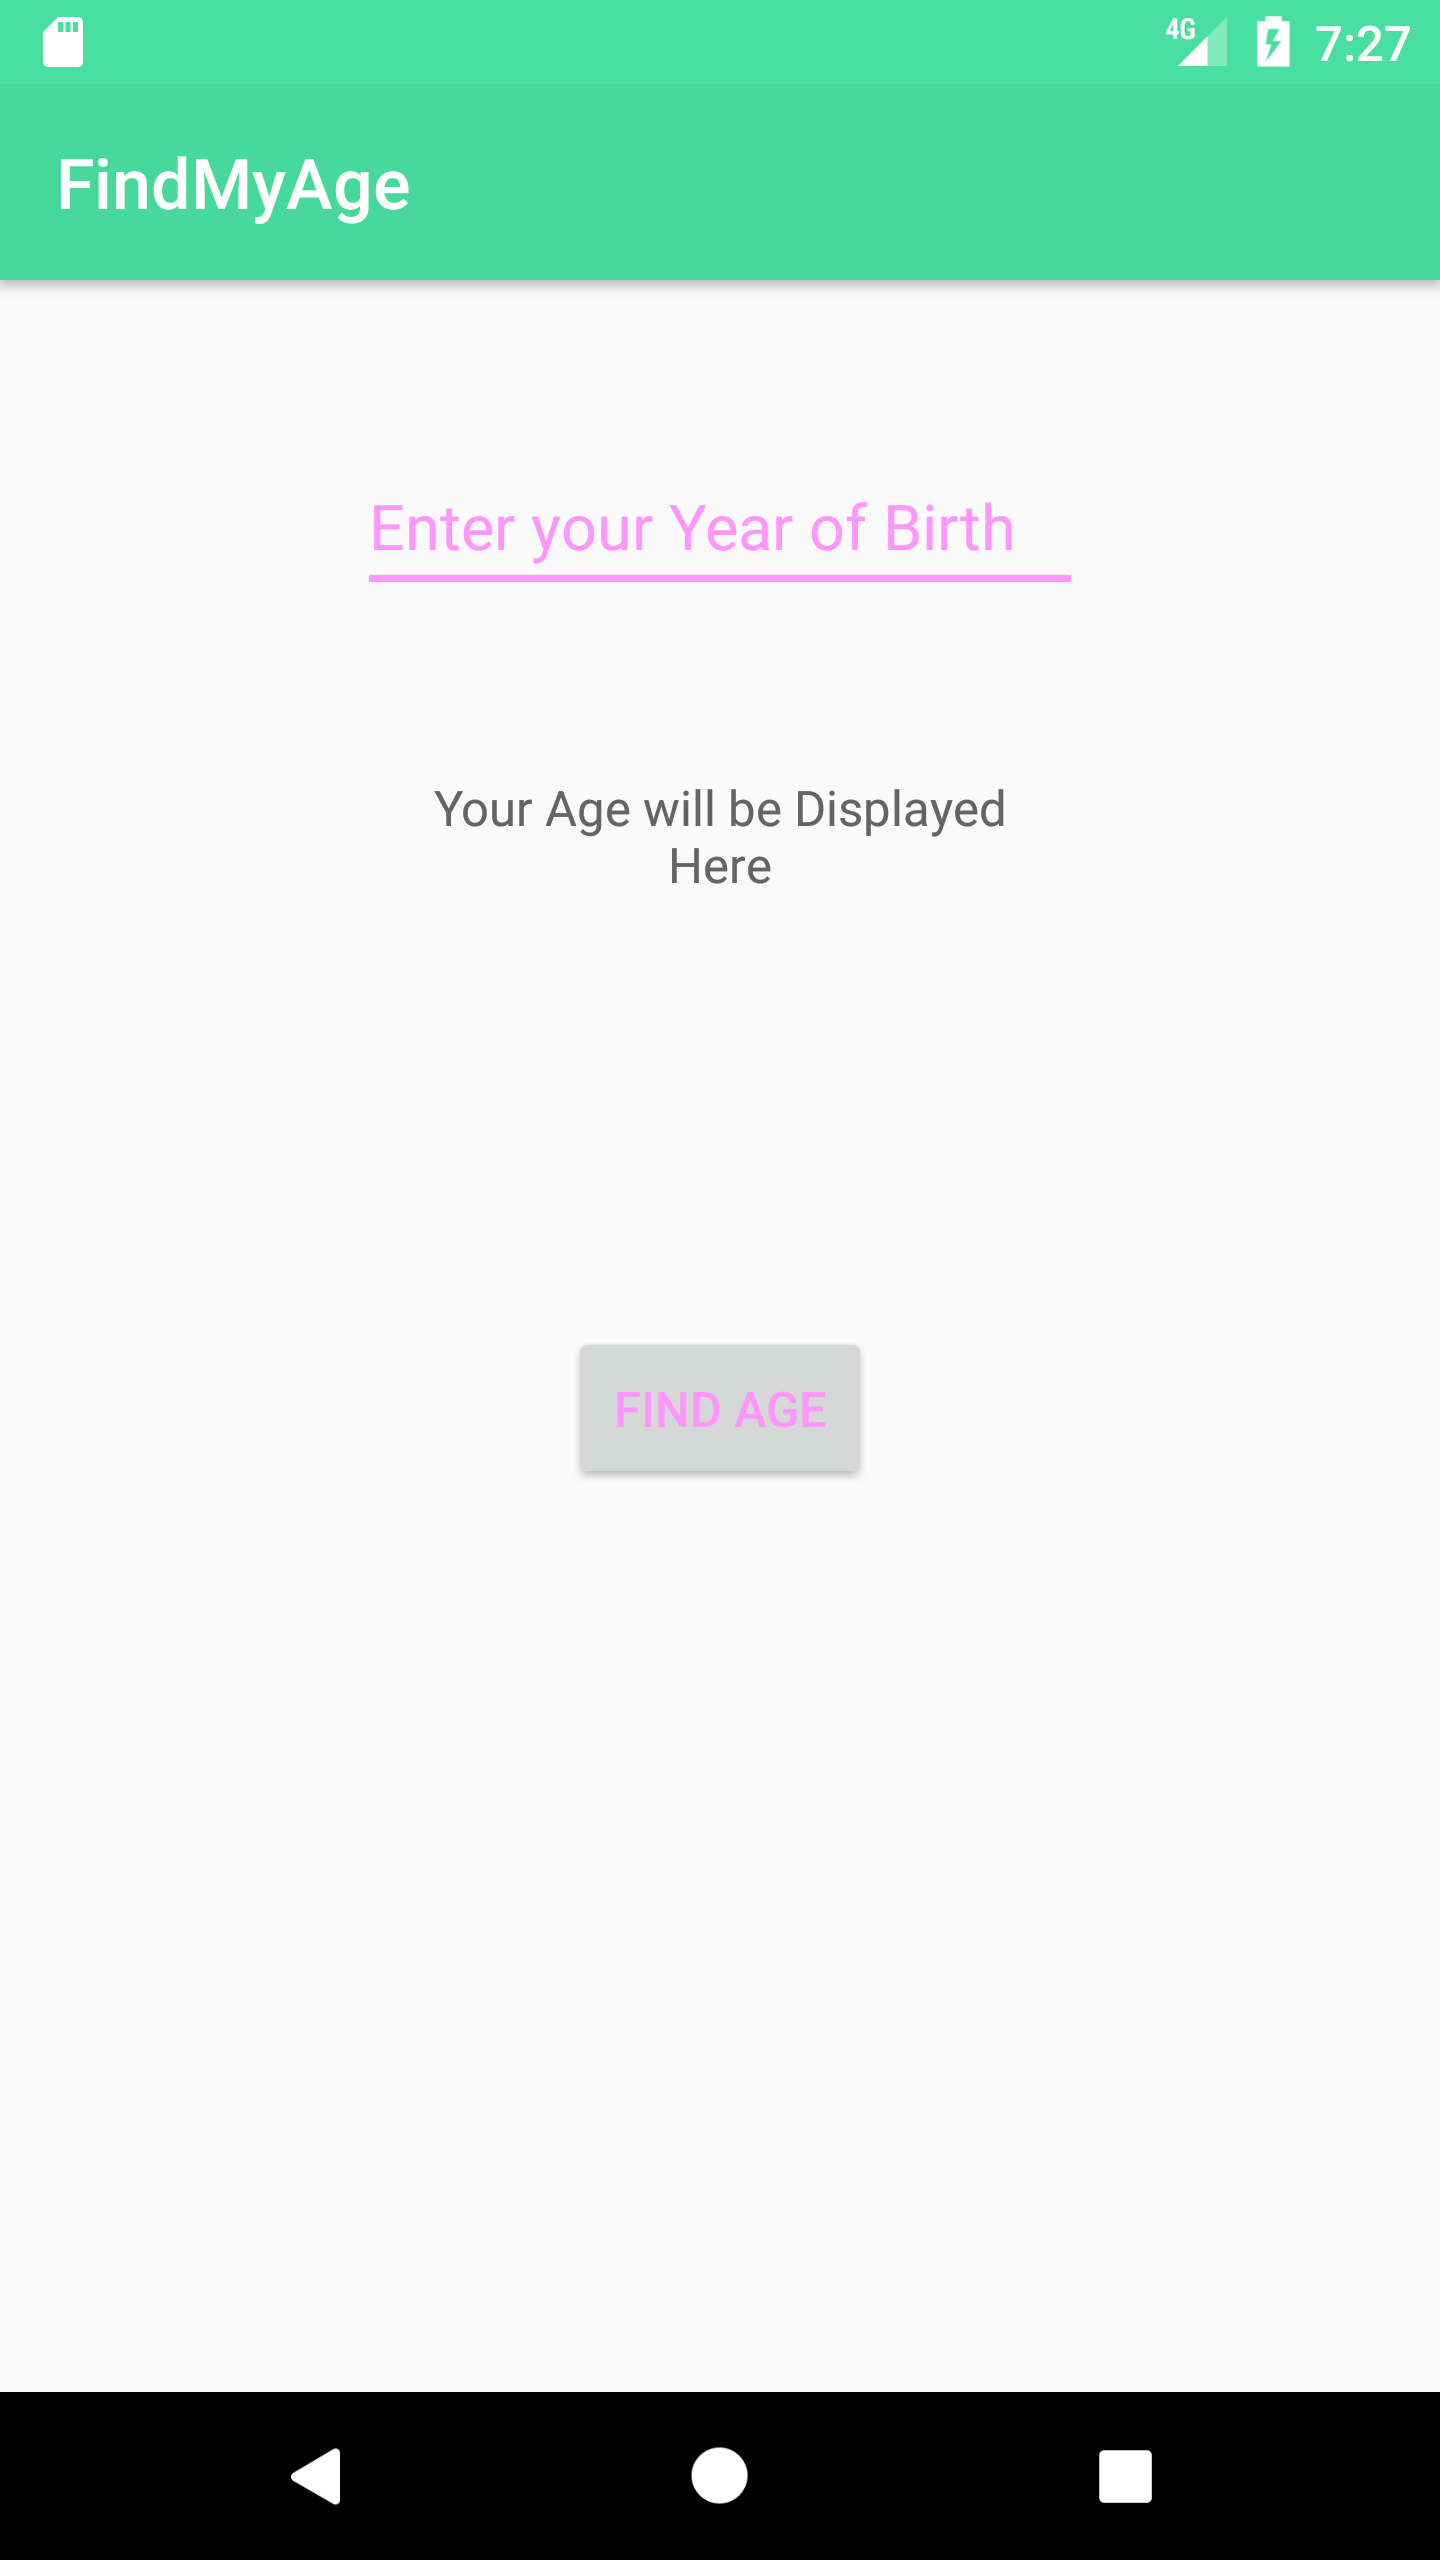 4G 7:27
FindMyAge
Enter your Year of Birth
Your Age will be Displayed
Here
FIND AGE